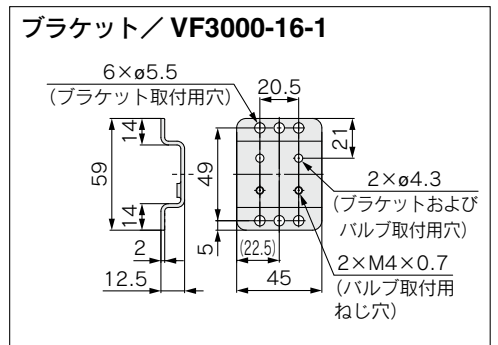 ブラケット／VF3000-16-1
6×ø5.5
（ブラケット取付用穴）
20.5
14
21
59
49
2×ø4.3
（ブラケットおよび
バルブ取付用穴）
14
5
2
(22.5)
2×M4×0.7
12.5
45
（バルブ取付用
ねじ穴）